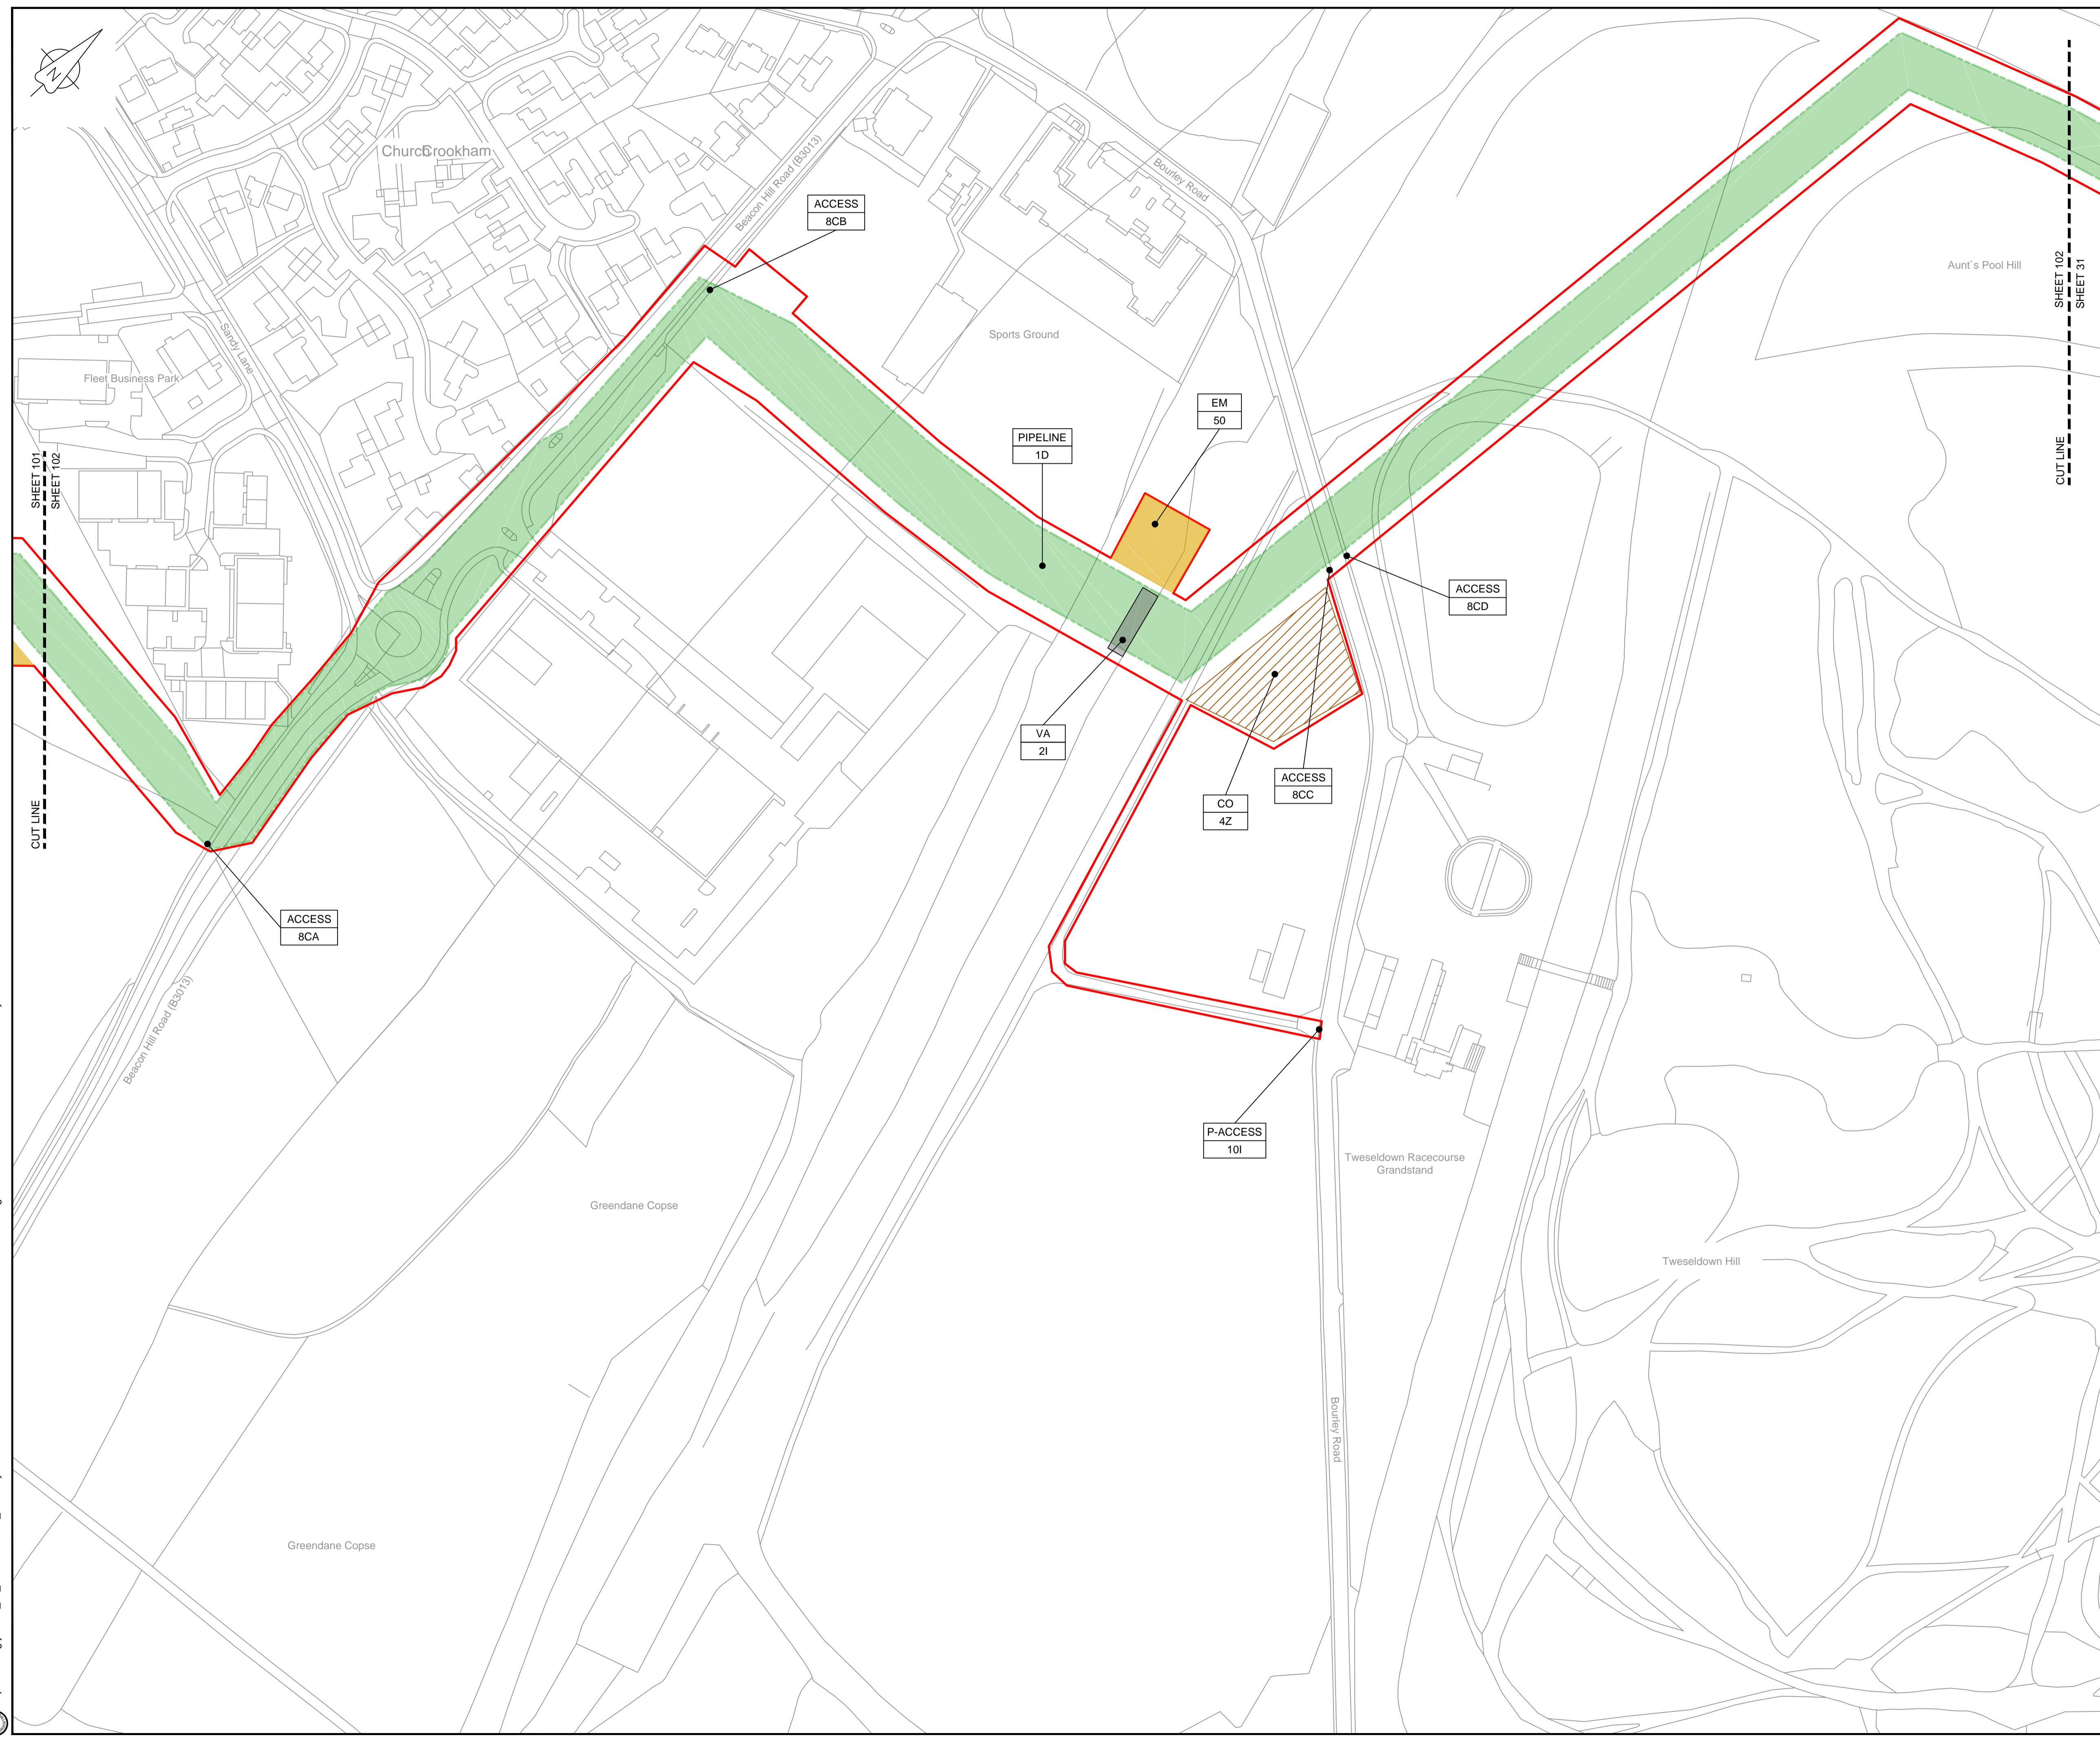 N
Church
Crookham
Beacon Hill Road (B3013)
Bourley Road
ACCESS
8CB
Aunt`s Pool Hill
SHEET 102
SHEET 31
CUT LINE
Sandy Lane
Sports Ground
Fleet Business Park
EM
50
PIPELINE
1D
SHEET 101
SHEET 102
CUT LINE
ACCESS
8CD
VA
2I
ACCESS
8CC
CO
4Z
ACCESS
8CA
Beacon Hill Road (B3013)
P-ACCESS
10I
Tweseldown Racecourse
Grandstand
Greendane Copse
Tweseldown Hill
Bourley Road
Greendane Copse